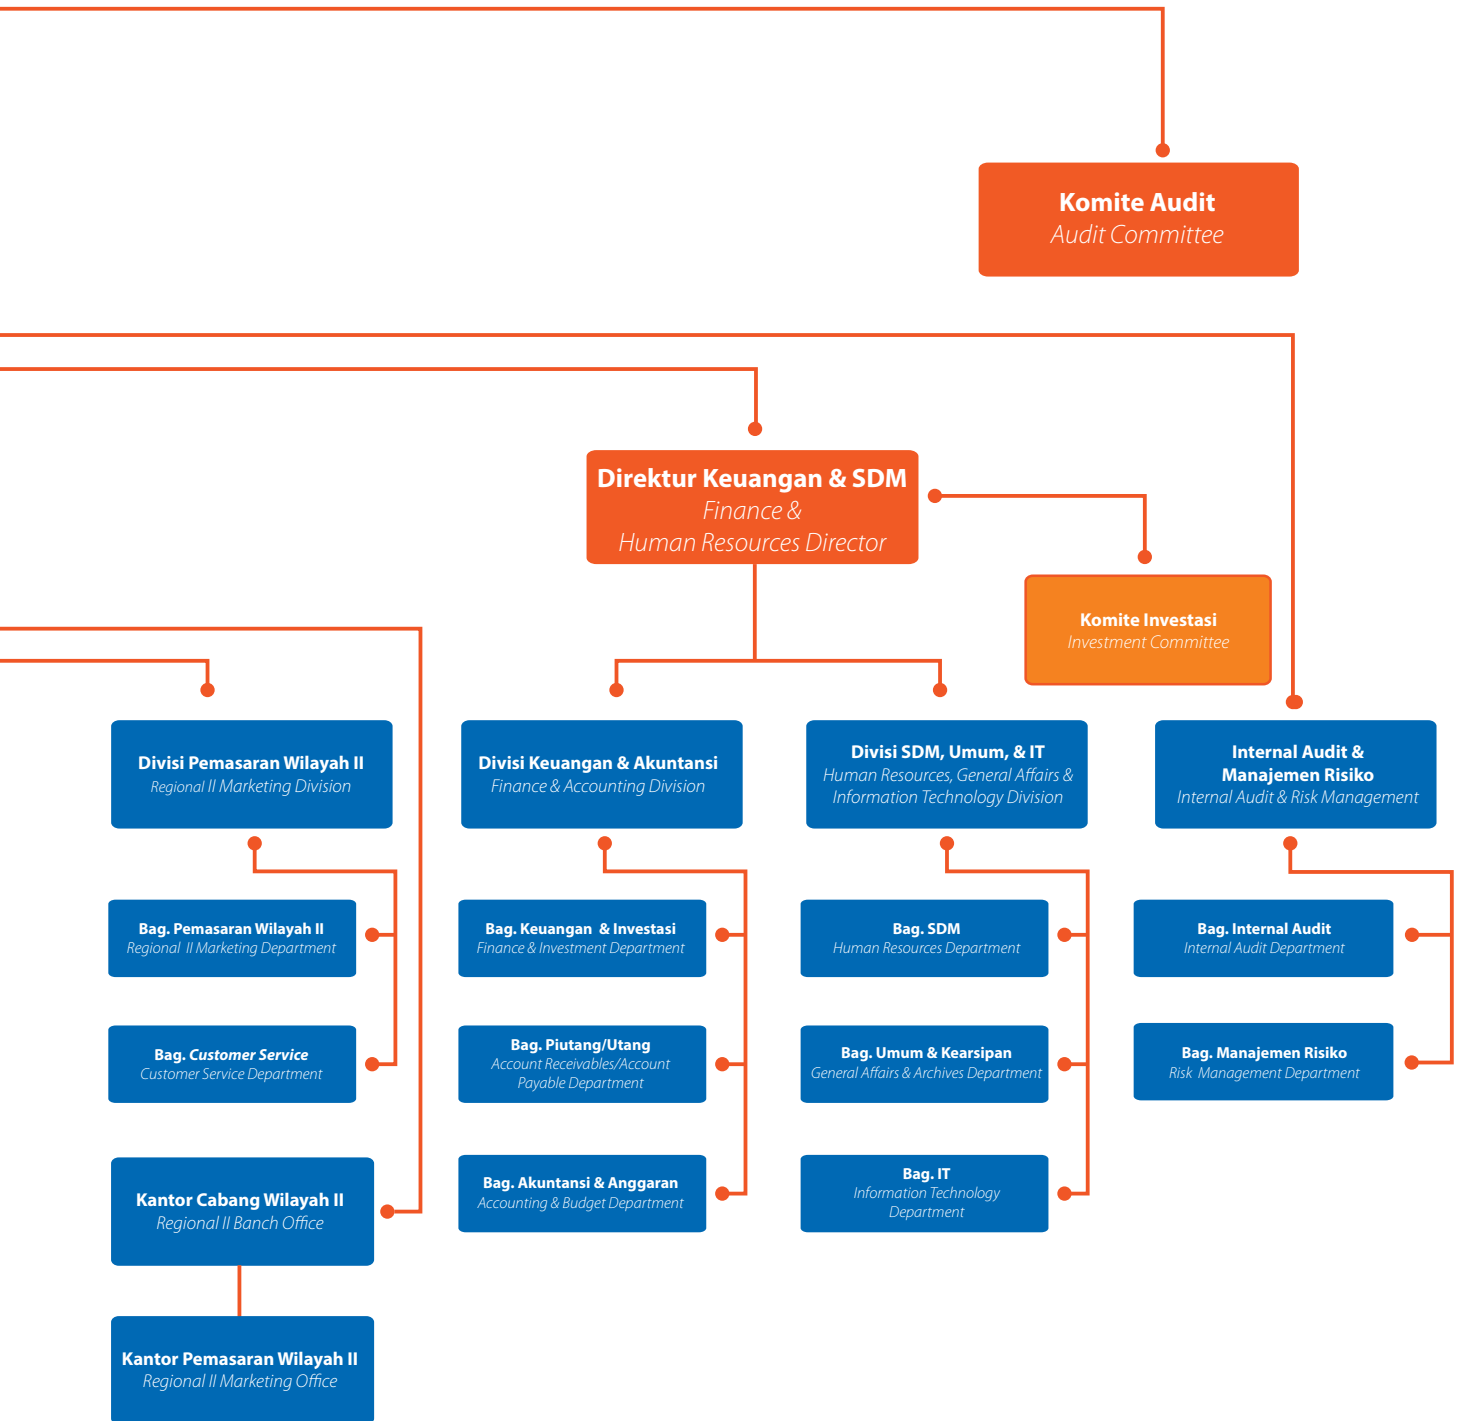 Komite Audit
Audit Committee
Direktur Keuangan & SDM
Finance &
Human Resources Director
Komite Investasi
Investment Committee
Divisi Pemasaran Wilayah II
Regional II Marketing Division
Divisi Keuangan & Akuntansi
Finance & Accounting Division
Divisi SDM, Umum, & IT
Human Resources, General Affairs &
Information Technology Division
Internal Audit &
Manajemen Risiko
Internal Audit & Risk Management
Bag. Pemasaran Wilayah II
Regional II Marketing Department
Bag. Keuangan & Investasi
Finance & Investment Department
Bag. SDM
Human Resources Department
Bag. Internal Audit
Internal Audit Department
Bag. Customer Service
Customer Service Department
Bag. Piutang/Utang
Account Receivables/Account
Payable Department
Bag. Umum & Kearsipan
General Affairs & Archives Department
Bag. Manajemen Risiko
Risk Management Department
Kantor Cabang Wilayah II
Regional II Banch Office
Bag. Akuntansi & Anggaran
Accounting & Budget Department
Bag. IT
Information Technology
Department
Kantor Pemasaran Wilayah II
Regional II Marketing Office